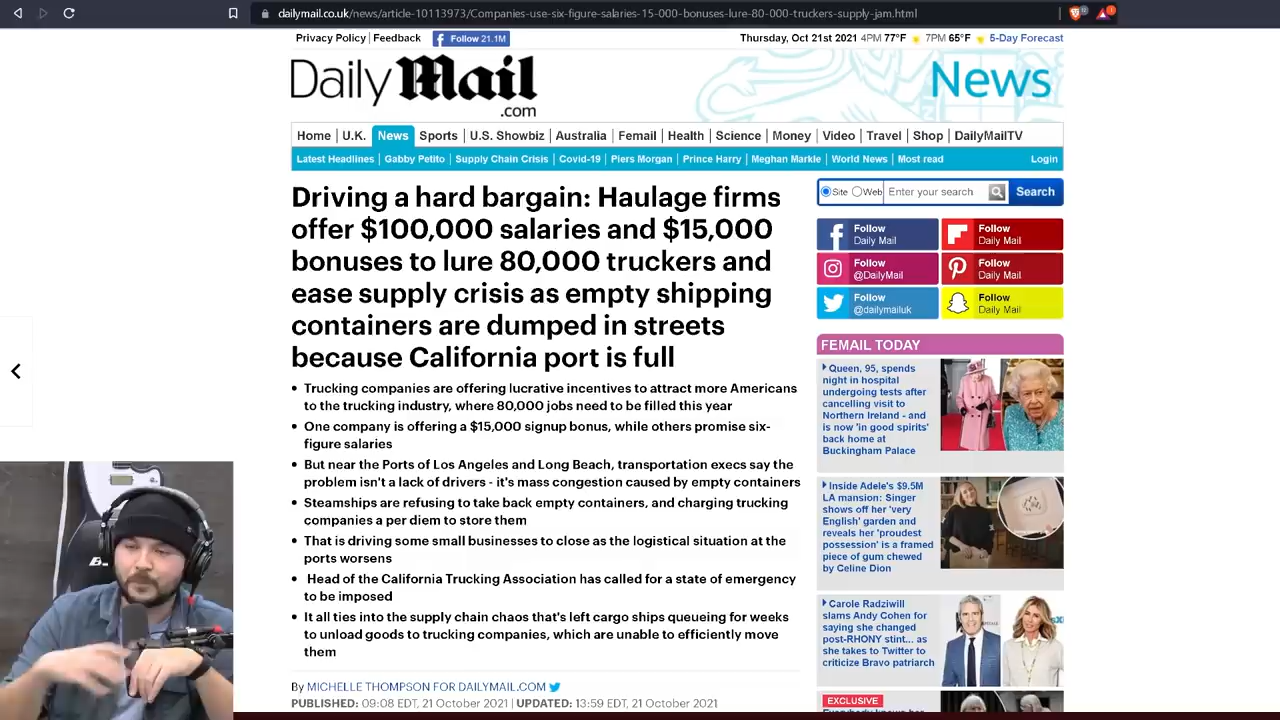 dailymail.co.uk/news/article-10113973/Companies-use-six-figure-salaries-15-000-bonuses-lure-80-000-truckers-supply-jam.html
Privacy Policy | Feedback
Follow 21.1M
Thursday, Oct 21st 2021 4PM 77°F 7PM 65°F 5-Day Forecast
Daily Mail
.com
News
Home | U.K. News | Sports | U.S. Showbiz | Australia | Femail | Health | Science | Money | Video | Travel | Shop | DailyMailTV
Latest Headlines | Gabby Petito | Supply Chain Crisis | Covid-19 | Piers Morgan | Prince Harry | Meghan Markle | World News | Most read
Login
Driving a hard bargain: Haulage firms
offer $100,000 salaries and $15,000
bonuses to lure 80,000 truckers and
ease supply crisis as empty shipping
containers are dumped in streets
because California port is full
• Trucking companies are offering lucrative incentives to attract more Americans
to the trucking industry, where 80,000 jobs need to be filled this year
• One company is offering a $15,000 signup bonus, while others promise six-
figure salaries
• But near the Ports of Los Angeles and Long Beach, transportation execs say the
problem isn't a lack of drivers - it's mass congestion caused by empty containers
• Steamships are refusing to take back empty containers, and charging trucking
companies a per diem to store them
• That is driving some small businesses to close as the logistical situation at the
ports worsens
• Head of the California Trucking Association has called for a state of emergency
to be imposed
• It all ties into the supply chain chaos that's left cargo ships queueing for weeks
to unload goods to trucking companies, which are unable to efficiently move
them
By MICHELLE THOMPSON FOR DAILYMAIL.COM
PUBLISHED: 09:08 EDT, 21 October 2021 | UPDATED: 13:59 EDT, 21 October 2021
Site Web Enter your search Search
Follow
Daily Mail
Follow
Daily Mail
Follow
@DailyMail
Follow
Daily Mail
Follow
@dailymailuk
Follow
Daily Mail
FEMAIL TODAY
Queen, 95, spends
night in hospital
undergoing tests after
cancelling visit to
Northern Ireland - and
is now 'in good spirits'
back home at
Buckingham Palace
Inside Adele's $9.5M
LA mansion: Singer
shows off her 'very
English' garden and
reveals her 'proudest
possession' is a framed
piece of gum chewed
by Celine Dion
Carole Radziwill
slams Andy Cohen for
saying she changed
post-RHONY stint... as
she takes to Twitter to
criticize Bravo patriarch
EXCLUSIVE